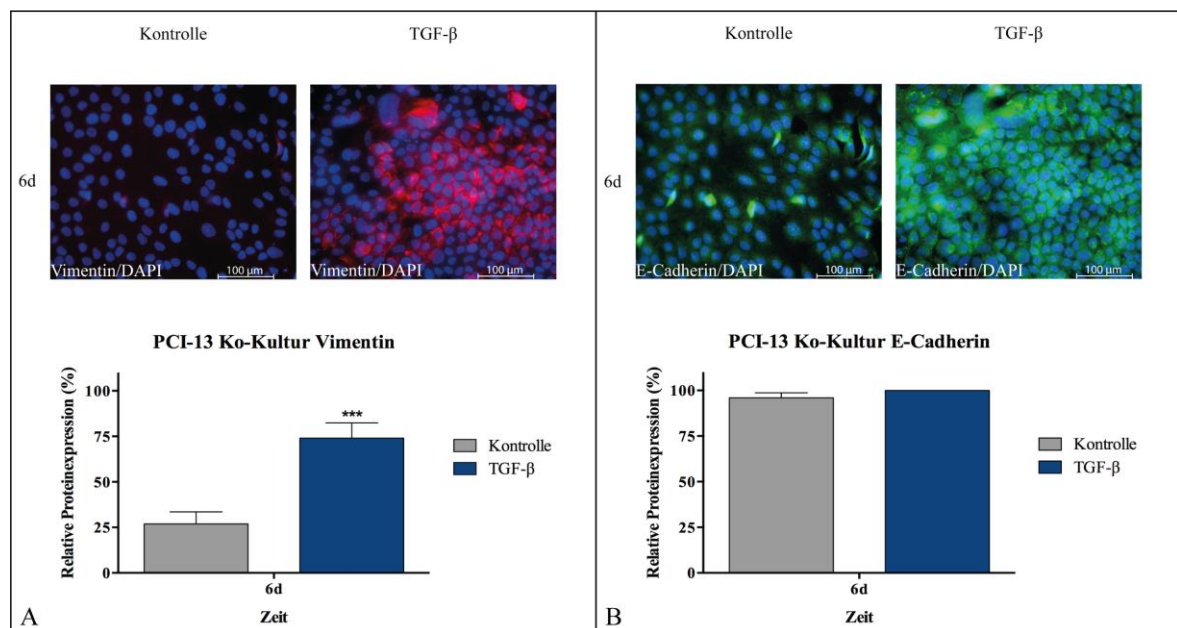 Kontrolle TGF-β
6d
Vimentin/DAPI 100 µm
Vimentin/DAPI 100 µm
PCI-13 Ko-Kultur Vimentin
Relative Proteinexpression (%)
100
75
50
25
0
***
Kontrolle
TGF-β
6d
Zeit
A
Kontrolle TGF-β
6d
E-Cadherin/DAPI 100 µm
E-Cadherin/DAPI 100 µm
PCI-13 Ko-Kultur E-Cadherin
Relative Proteinexpression (%)
100
75
50
25
0
Kontrolle
TGF-β
6d
Zeit
B